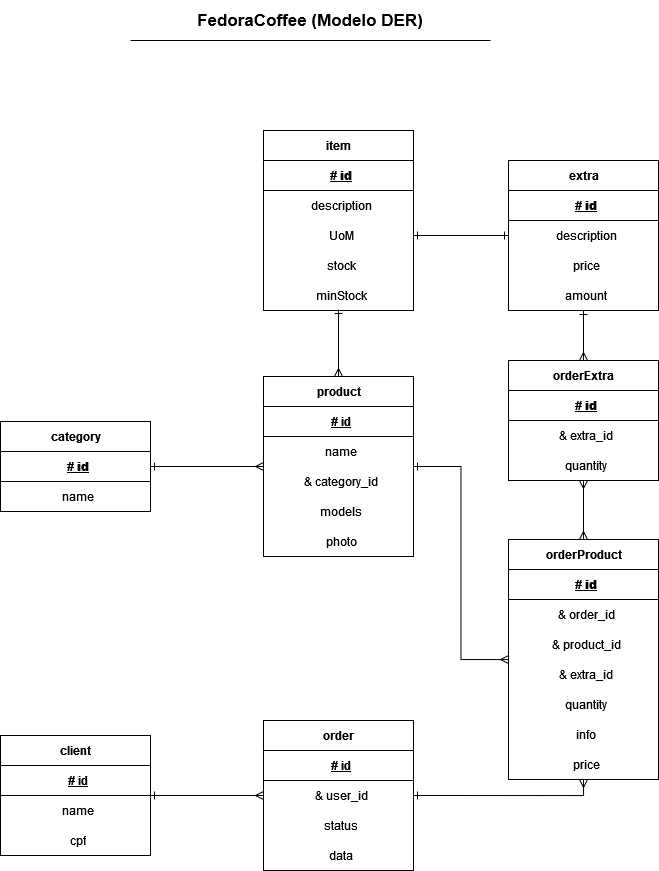 FedoraCoffee (Modelo DER)
item
# id
description
UoM
stock
minStock
extra
# id
description
price
amount
orderExtra
# id
& extra_id
quantity
product
# id
name
& category_id
models
photo
category
# id
name
orderProduct
# id
& order_id
& product_id
& extra_id
quantity
info
price
client
# id
name
cpf
order
# id
& user_id
status
data